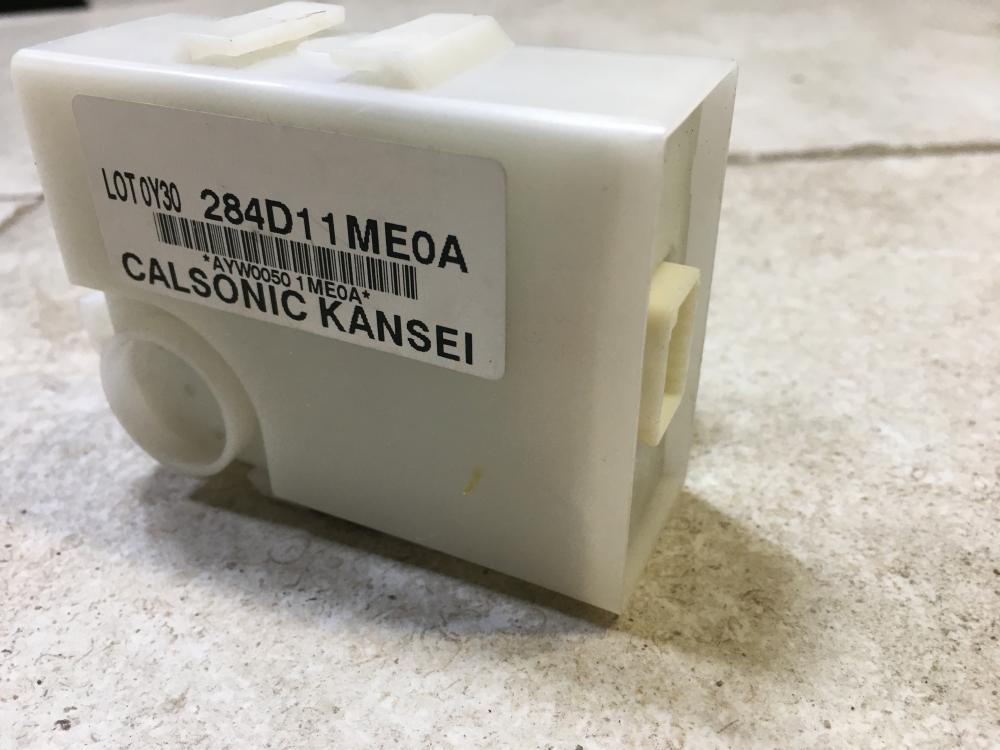 LOT 0Y30 284D11ME0A
*AYW0050 1ME0A*
CALSONIC KANSEI